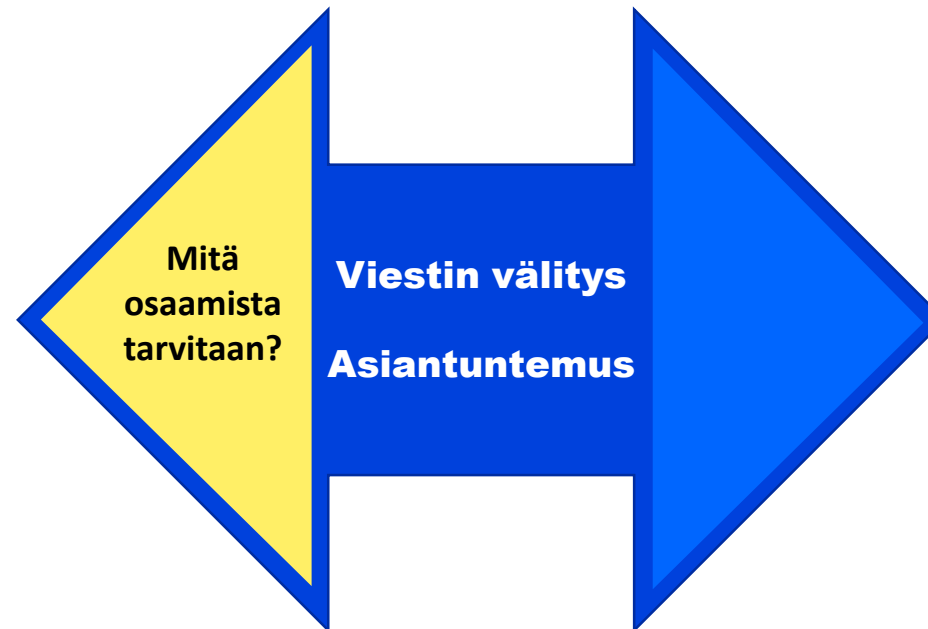 Mitä
osaamista
tarvitaan?
Viestin välitys
Asiantuntemus